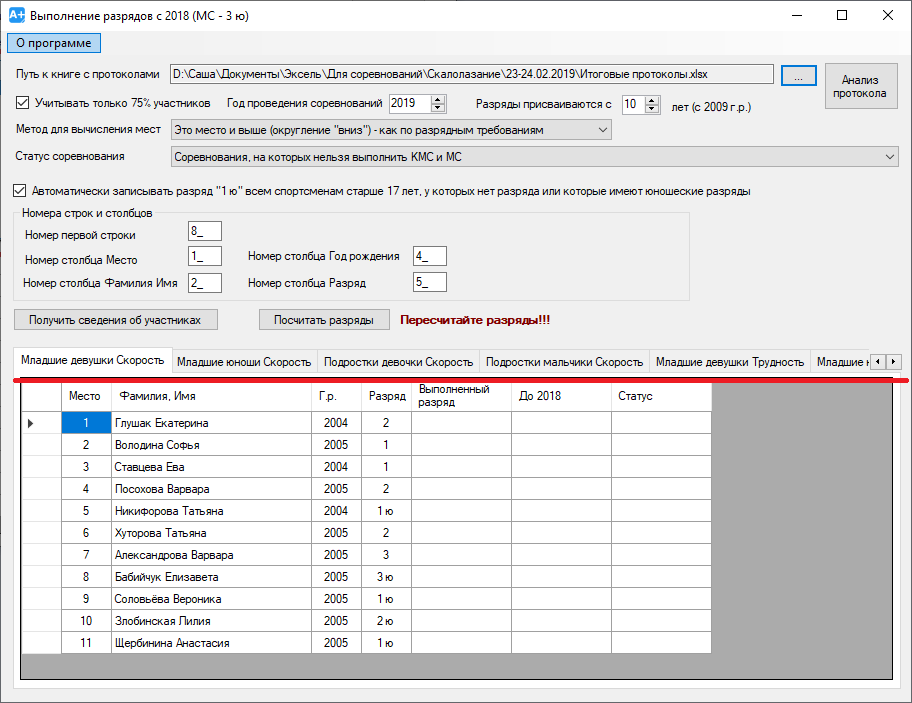 A+ Выполнение разрядов с 2018 (МС - 3 ю)
О программе
Путь к книге с протоколами D:\Саша\Документы\Эксель\Для соревнований\Скалолазание\23-24.02.2019\Итоговые протоколы.xlsx ... Анализ протокола
Учитывать только 75% участников Год проведения соревнований 2019 Разряды присваиваются с 10 лет (с 2009 г.р.)
Метод для вычисления мест Это место и выше (округление "вниз") - как по разрядным требованиям
Статус соревнования Соревнования, на которых нельзя выполнить КМС и МС
Автоматически записывать разряд "1 ю" всем спортсменам старше 17 лет, у которых нет разряда или которые имеют юношеские разряды
Номера строк и столбцов
Номер первой строки 8_
Номер столбца Место 1_ Номер столбца Год рождения 4_
Номер столбца Фамилия Имя 2_ Номер столбца Разряд 5_
Получить сведения об участниках Посчитать разряды Пересчитайте разряды!!!
Младшие девушки Скорость Младшие юноши Скорость Подростки девочки Скорость Подростки мальчики Скорость Младшие девушки Трудность Младшие
Место Фамилия, Имя Г.р. Разряд Выполненный разряд До 2018 Статус
1 Глушак Екатерина 2004 2
2 Володина Софья 2005 1
3 Ставцева Ева 2004 1
4 Посохова Варвара 2005 2
5 Никифорова Татьяна 2005 1 ю
6 Хуторова Татьяна 2005 2
7 Александрова Варвара 2005 3
8 Бабийчук Елизавета 2005 3 ю
9 Соловьёва Вероника 2005 1 ю
10 Злобинская Лилия 2005 2 ю
11 Щербинина Анастасия 2005 1 ю